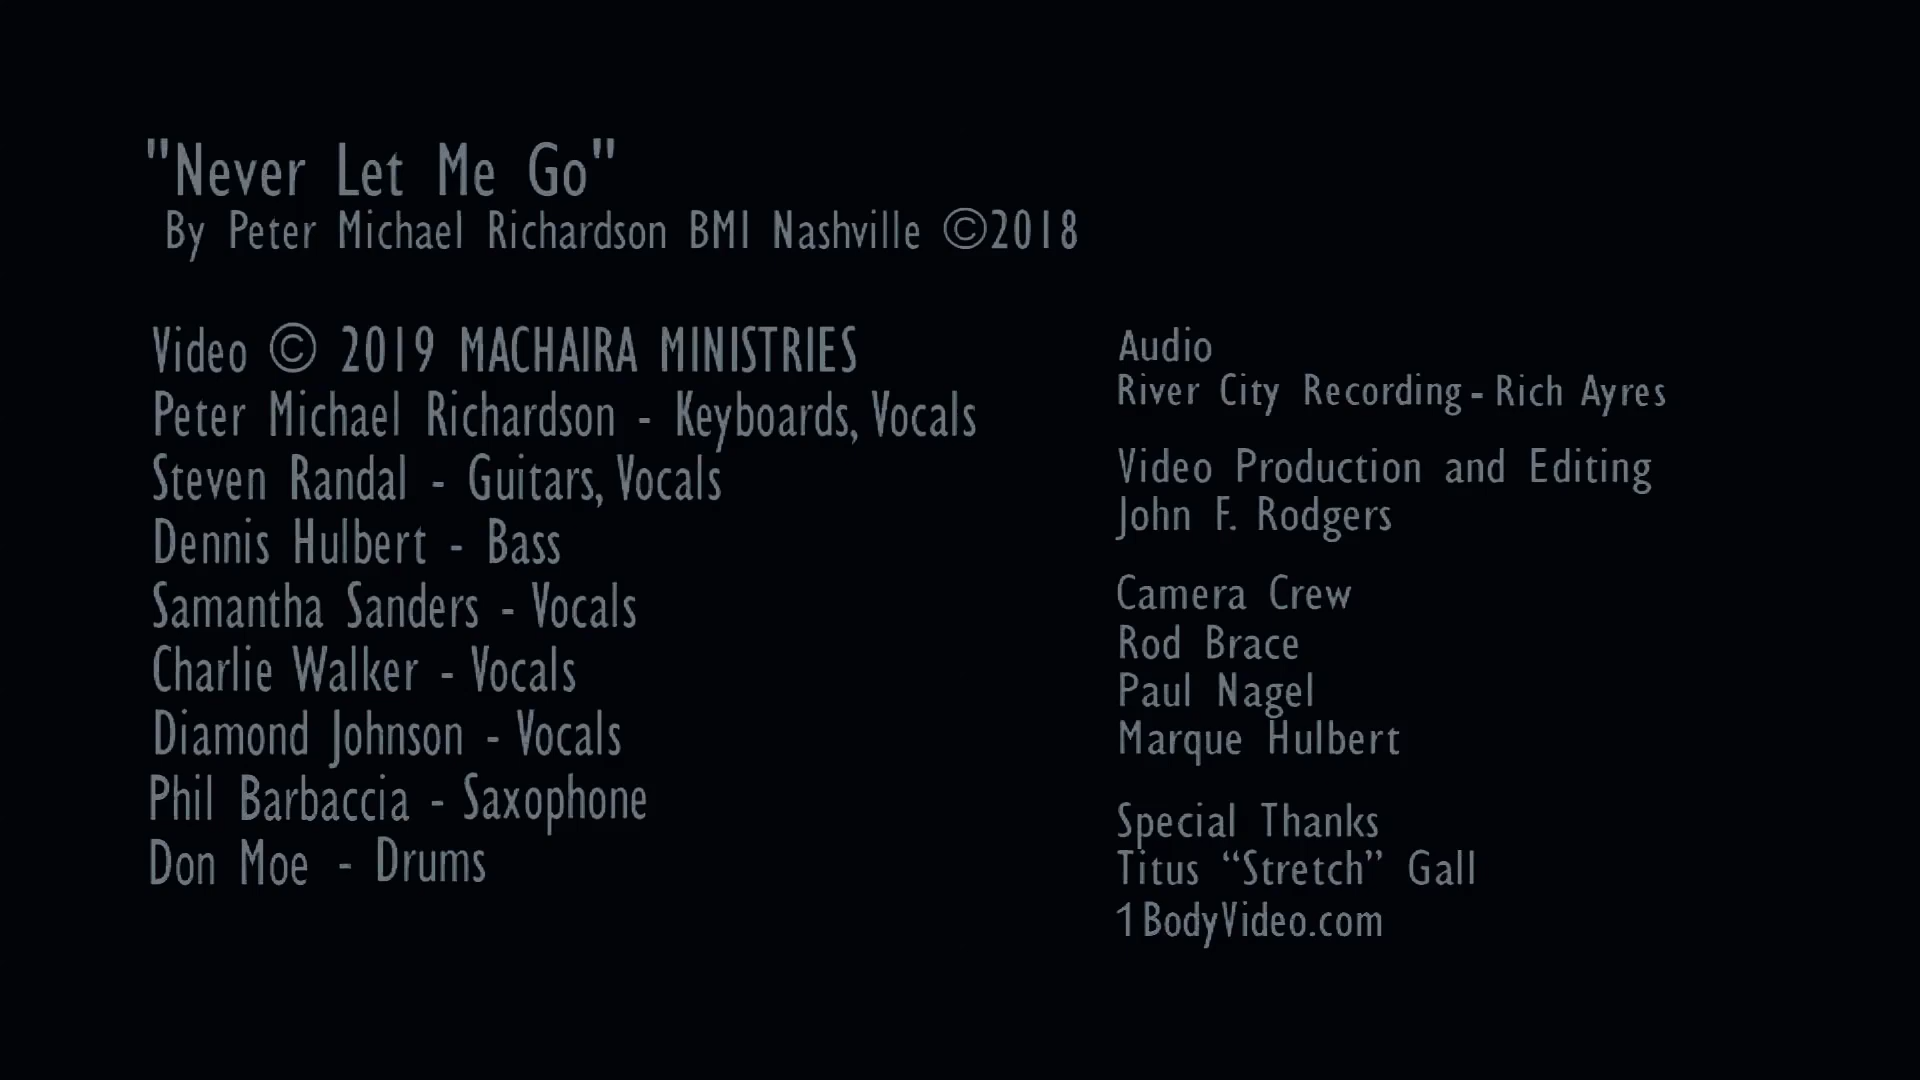 "Never Let Me Go"
By Peter Michael Richardson BMI Nashville ©2018
Video © 2019 MACHAIRA MINISTRIES
Peter Michael Richardson - Keyboards, Vocals
Steven Randal - Guitars, Vocals
Dennis Hulbert - Bass
Samantha Sanders - Vocals
Charlie Walker - Vocals
Diamond Johnson - Vocals
Phil Barbaccia - Saxophone
Don Moe - Drums
Audio
River City Recording - Rich Ayres
Video Production and Editing
John F. Rodgers
Camera Crew
Rod Brace
Paul Nagel
Marque Hulbert
Special Thanks
Titus “Stretch” Gall
1BodyVideo.com